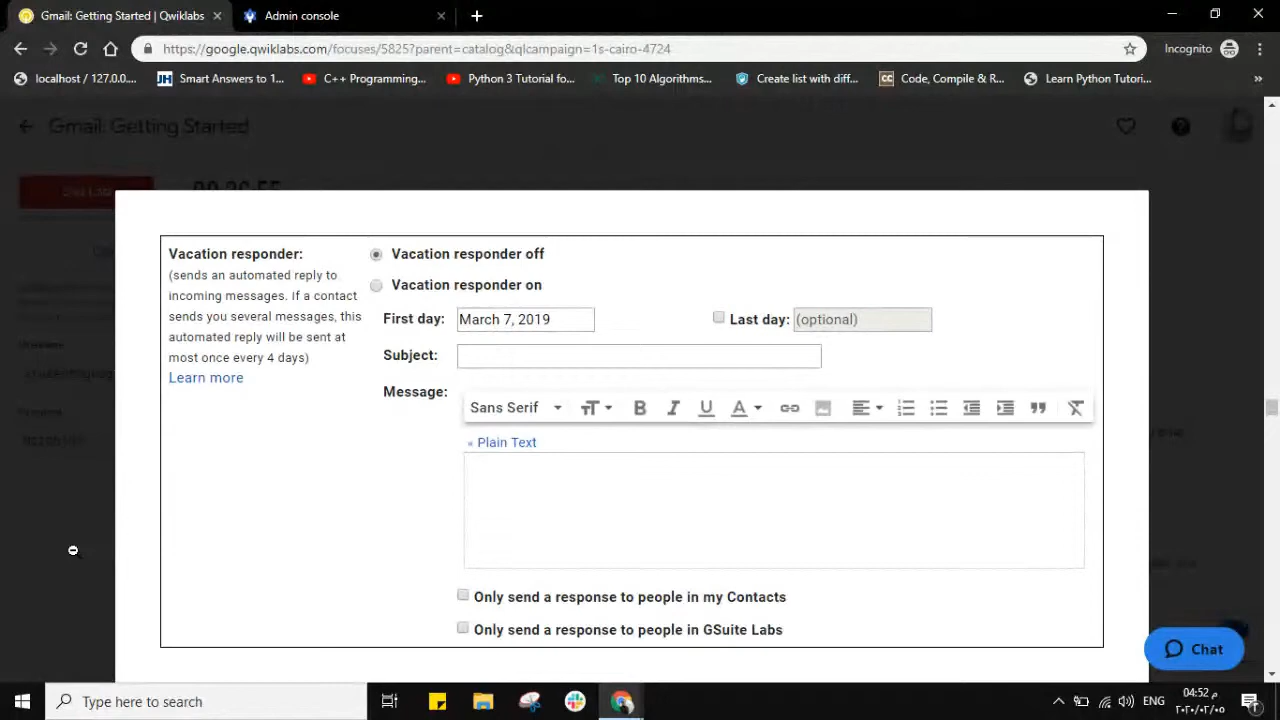 Gmail: Getting Started | Qwiklabs
Admin console
https://google.qwiklabs.com/focuses/5825?parent=catalog&qlcampaign=1s-cairo-4724
Incognito
localhost / 127.0.0....
JH Smart Answers to 1...
C++ Programming...
Python 3 Tutorial fo...
Top 10 Algorithms...
Create list with diff...
CC Code, Compile & R...
Learn Python Tutori...
»
Gmail: Getting Started
Vacation responder:
(sends an automated reply to
incoming messages. If a contact
sends you several messages, this
automated reply will be sent at
most once every 4 days)
Learn more
Vacation responder off
Vacation responder on
First day: March 7, 2019
Last day: (optional)
Subject:
Message:
Sans Serif
« Plain Text
Only send a response to people in my Contacts
Only send a response to people in GSuite Labs
Chat
Type here to search
ENG
04:52 م